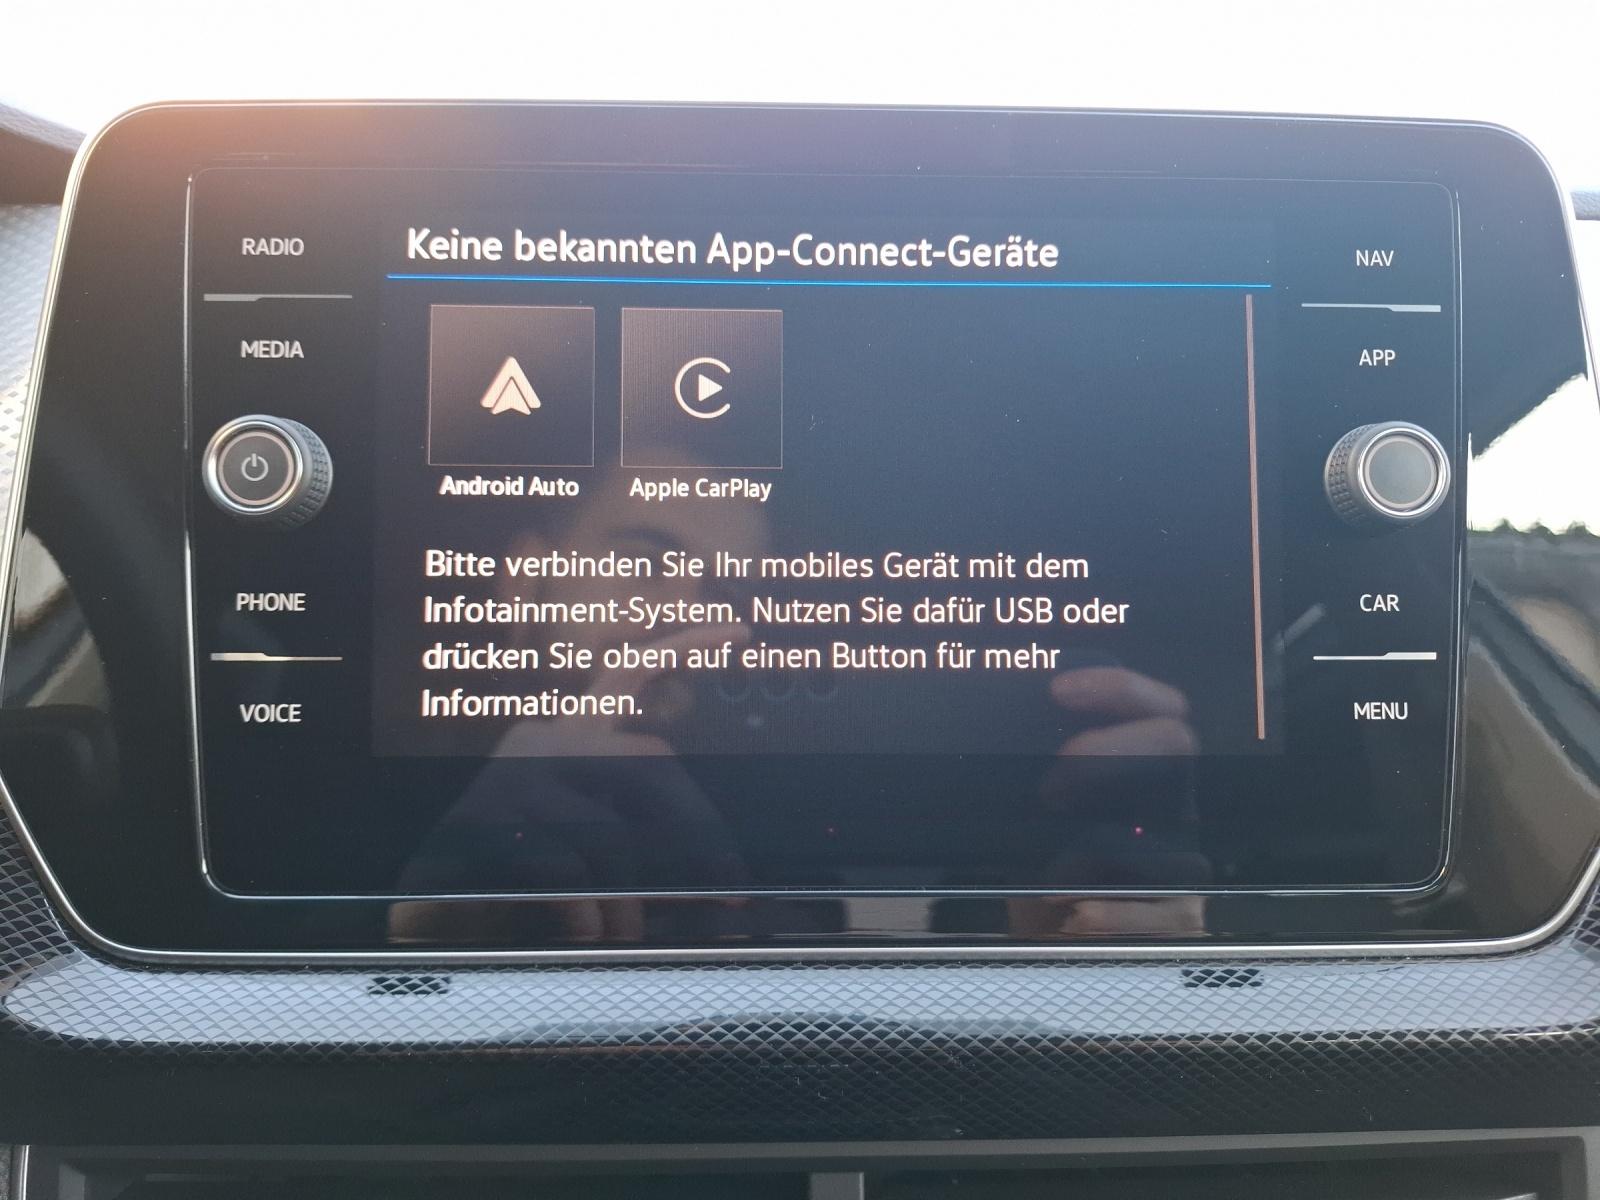 RADIO
MEDIA
PHONE
VOICE
Keine bekannten App-Connect-Geräte
Android Auto
Apple CarPlay
Bitte verbinden Sie Ihr mobiles Gerät mit dem
Infotainment-System. Nutzen Sie dafür USB oder
drücken Sie oben auf einen Button für mehr
Informationen.
NAV
APP
CAR
MENU